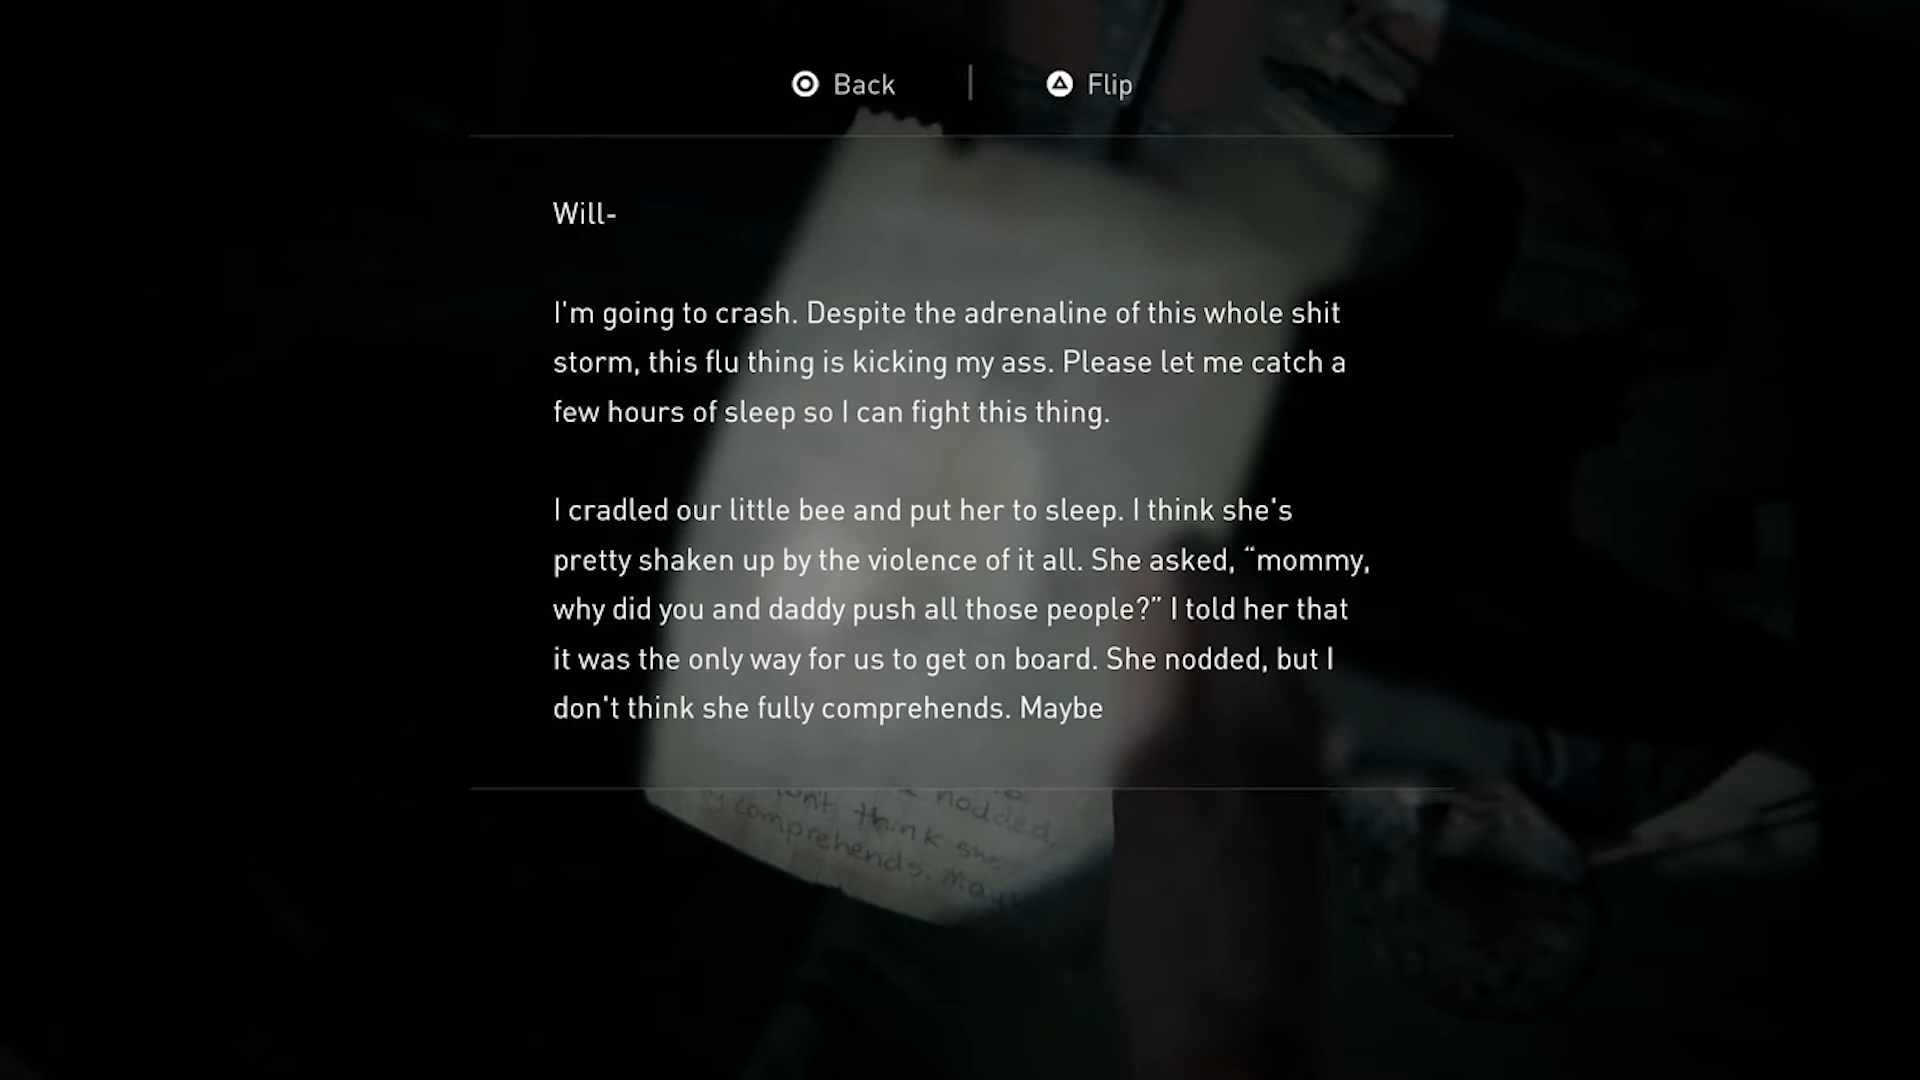 Back | Flip
Will-
I'm going to crash. Despite the adrenaline of this whole shit
storm, this flu thing is kicking my ass. Please let me catch a
few hours of sleep so I can fight this thing.
I cradled our little bee and put her to sleep. I think she's
pretty shaken up by the violence of it all. She asked, “mommy,
why did you and daddy push all those people?” I told her that
it was the only way for us to get on board. She nodded, but I
don't think she fully comprehends. Maybe
nodded,
think she
comprehends.